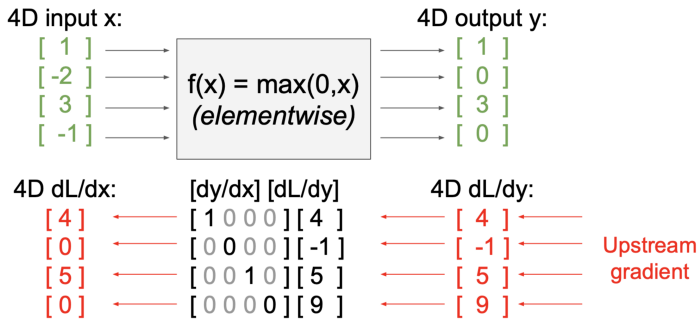 4D input x: 4D output y:
[ 1 ] [ 1 ]
[ -2 ] f(x) = max(0,x) [ 0 ]
[ 3 ] (elementwise) [ 3 ]
[ -1 ] [ 0 ]
4D dL/dx: [dy/dx] [dL/dy] 4D dL/dy:
[ 4 ] [ 1 0 0 0 ] [ 4 ] [ 4 ]
[ 0 ] [ 0 0 0 0 ] [ -1 ] [ -1 ] Upstream
[ 5 ] [ 0 0 1 0 ] [ 5 ] [ 5 ] gradient
[ 0 ] [ 0 0 0 0 ] [ 9 ] [ 9 ]